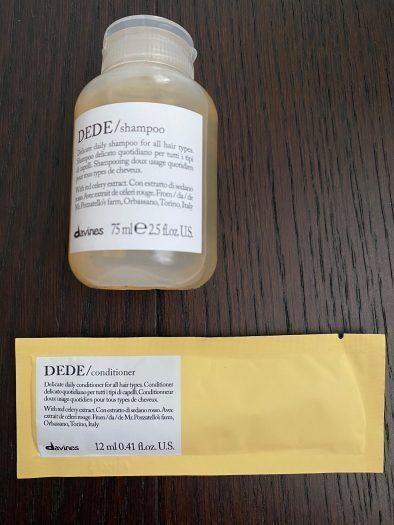 DEDE/shampoo
Delicate daily shampoo for all hair types.
Shampoo delicato quotidiano per tutti i tipi
di capelli. Shampooing doux usage quotidien
pour tous types de cheveux.
With red celery extract. Con estratto di sedano
rosso. Avec extrait de céleri rouge. From / da / de
Mr. Pozzatello's farm, Orbassano, Torino, Italy
davines 75 ml ℮ 2.5 fl.oz. U.S.
DEDE/conditioner
Delicate daily conditioner for all hair types. Conditioner
delicato quotidiano per tutti i tipi di capelli. Conditionneur
doux usage quotidien pour tous types de cheveux.
With red celery extract. Con estratto di sedano rosso. Avec
extrait de céleri rouge. From / da / de Mr. Pozzatello's farm,
Orbassano, Torino, Italy
davines 12 ml 0.41 fl.oz. U.S.